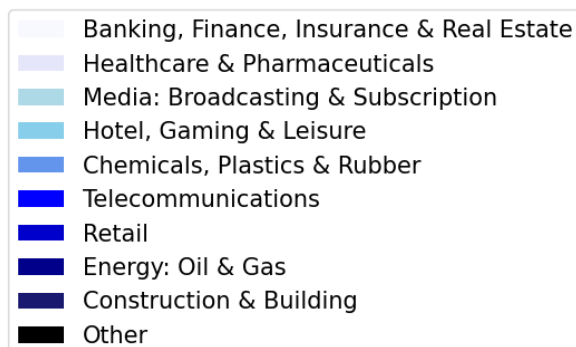 Banking, Finance, Insurance & Real Estate
Healthcare & Pharmaceuticals
Media: Broadcasting & Subscription
Hotel, Gaming & Leisure
Chemicals, Plastics & Rubber
Telecommunications
Retail
Energy: Oil & Gas
Construction & Building
Other